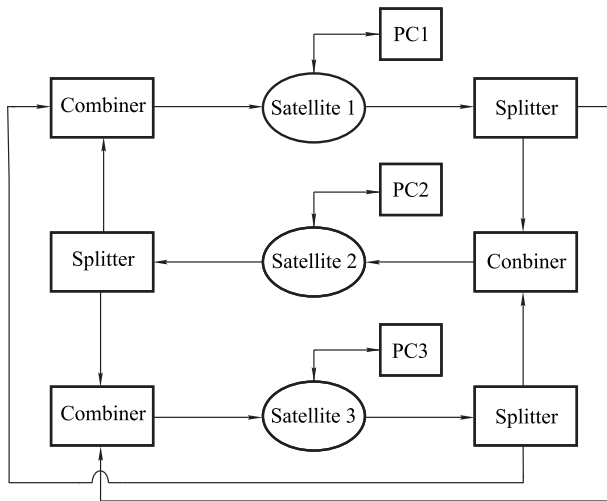 PC1
Combiner
Satellite 1
Splitter
PC2
Splitter
Satellite 2
Conbiner
PC3
Combiner
Satellite 3
Splitter